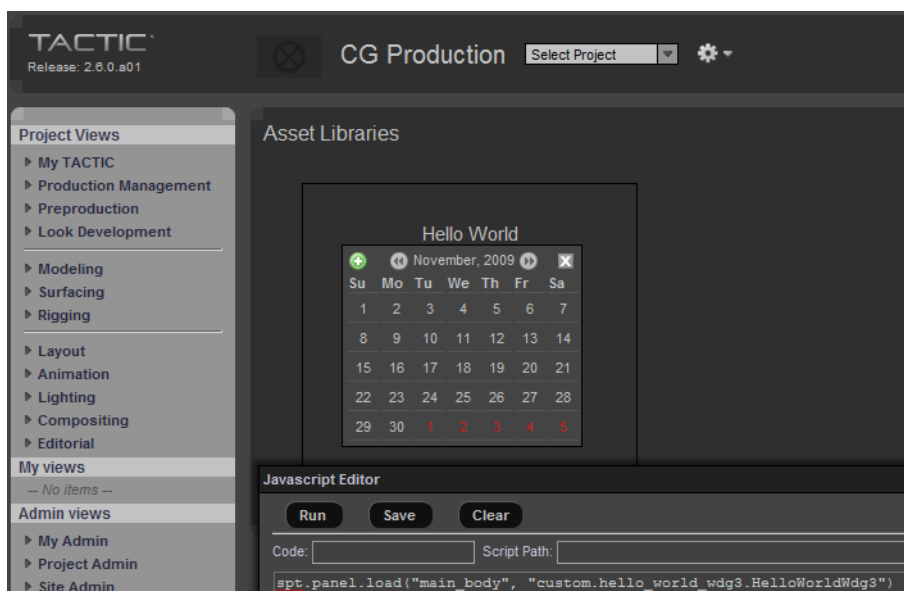 TACTIC
Release: 2.6.0.a01
CG Production
Select Project
Project Views
My TACTIC
Production Management
Preproduction
Look Development
Modeling
Surfacing
Rigging
Layout
Animation
Lighting
Compositing
Editorial
My views
-- No items --
Admin views
My Admin
Project Admin
Site Admin
Asset Libraries
Hello World
November, 2009
Su Mo Tu We Th Fr Sa
1 2 3 4 5 6 7
8 9 10 11 12 13 14
15 16 17 18 19 20 21
22 23 24 25 26 27 28
29 30 1 2 3 4 5
Javascript Editor
Run Save Clear
Code: Script Path:
spt.panel.load("main_body", "custom.hello_world_wdg3.HelloWorldWdg3")